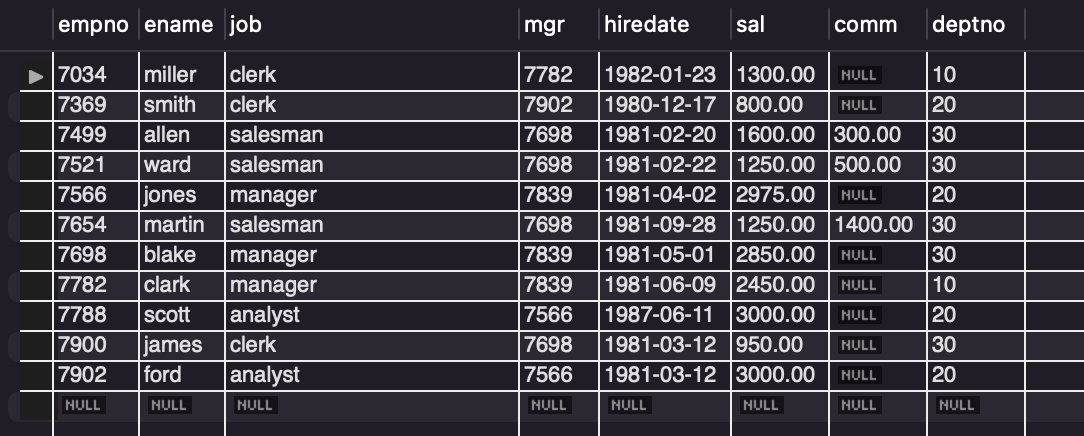 empno ename job mgr hiredate sal comm deptno
7034 miller clerk 7782 1982-01-23 1300.00 NULL 10
7369 smith clerk 7902 1980-12-17 800.00 NULL 20
7499 allen salesman 7698 1981-02-20 1600.00 300.00 30
7521 ward salesman 7698 1981-02-22 1250.00 500.00 30
7566 jones manager 7839 1981-04-02 2975.00 NULL 20
7654 martin salesman 7698 1981-09-28 1250.00 1400.00 30
7698 blake manager 7839 1981-05-01 2850.00 NULL 30
7782 clark manager 7839 1981-06-09 2450.00 NULL 10
7788 scott analyst 7566 1987-06-11 3000.00 NULL 20
7900 james clerk 7698 1981-03-12 950.00 NULL 30
7902 ford analyst 7566 1981-03-12 3000.00 NULL 20
NULL NULL NULL NULL NULL NULL NULL NULL